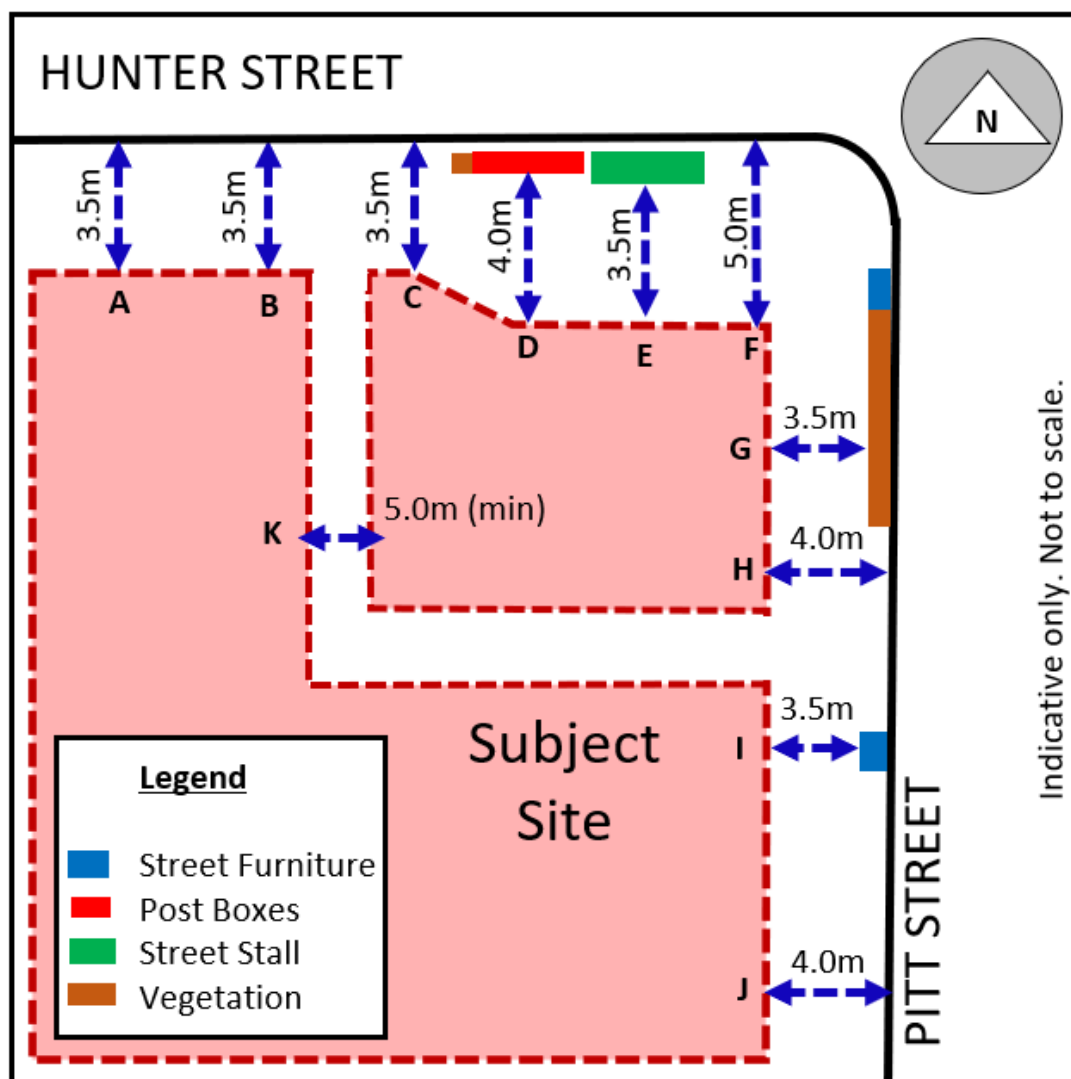 HUNTER STREET
N
3.5m
3.5m
3.5m
4.0m
3.5m
5.0m
A
B
C
D
E
F
3.5m
G
K
5.0m (min)
4.0m
H
3.5m
I
Subject
Site
4.0m
J
Legend
Street Furniture
Post Boxes
Street Stall
Vegetation
PITT STREET
Indicative only. Not to scale.